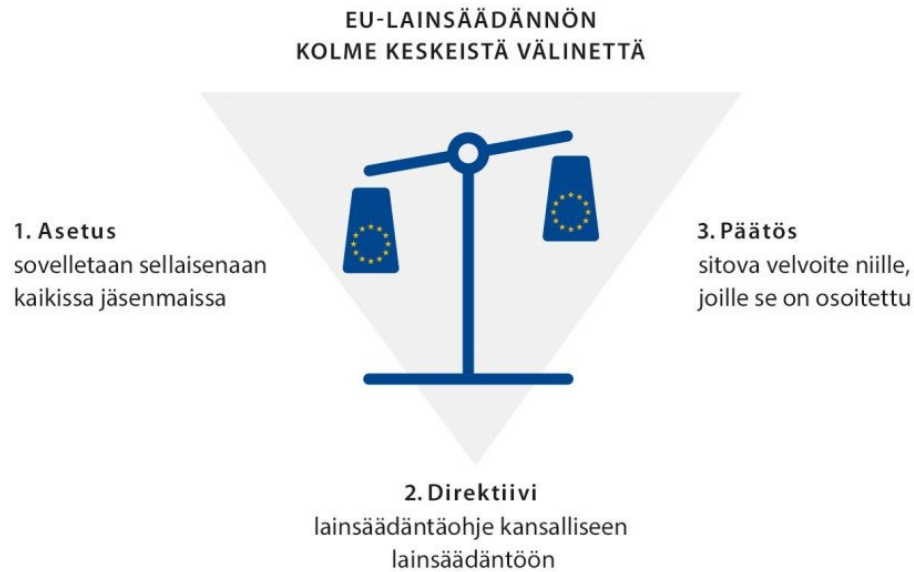 EU-LAINSÄÄDÄNNÖN
KOLME KESKEISTÄ VÄLINETTÄ
1. Asetus
sovelletaan sellaisenaan
kaikissa jäsenmaissa
3. Päätös
sitova velvoite niille,
joille se on osoitettu
2. Direktiivi
lainsäädäntöohje kansalliseen
lainsäädäntöön